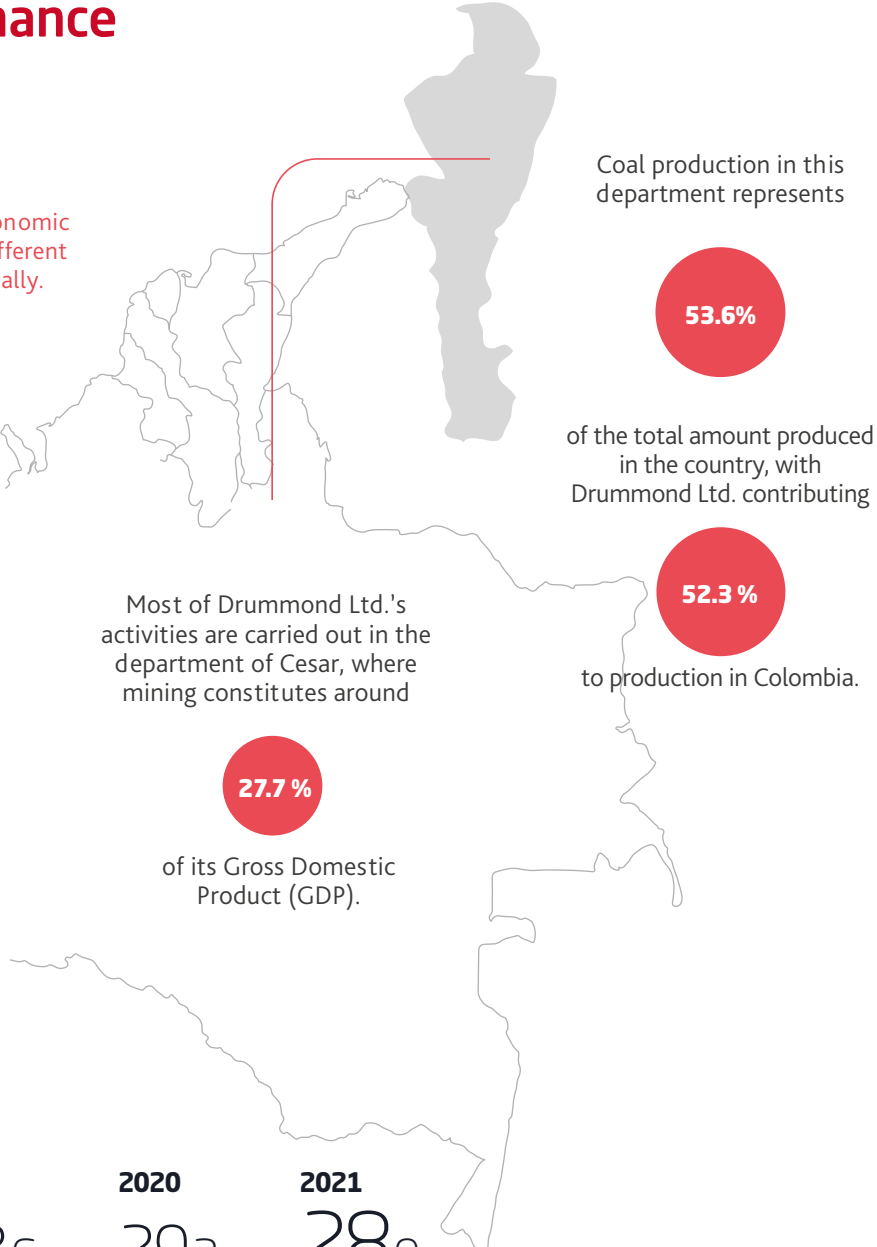 Coal production in this
department represents
53.6%
of the total amount produced
in the country, with
Drummond Ltd. contributing
52.3 %
to production in Colombia.
Most of Drummond Ltd.'s
activities are carried out in the
department of Cesar, where
mining constitutes around
27.7 %
of its Gross Domestic
Product (GDP).
2020
2021
28